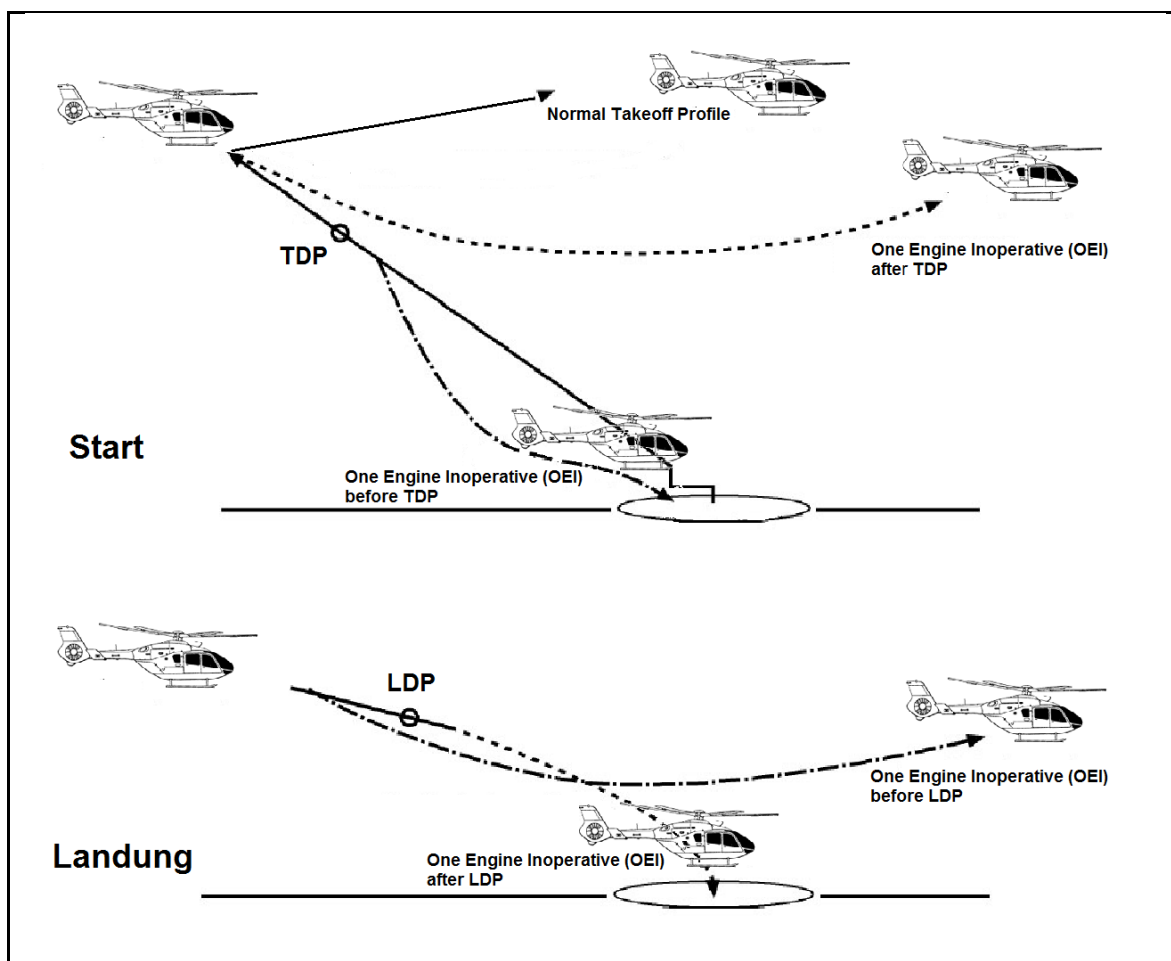 Normal Takeoff Profile
TDP
One Engine Inoperative (OEI)
after TDP
Start
One Engine Inoperative (OEI)
before TDP
LDP
One Engine Inoperative (OEI)
before LDP
Landung
One Engine Inoperative (OEI)
after LDP